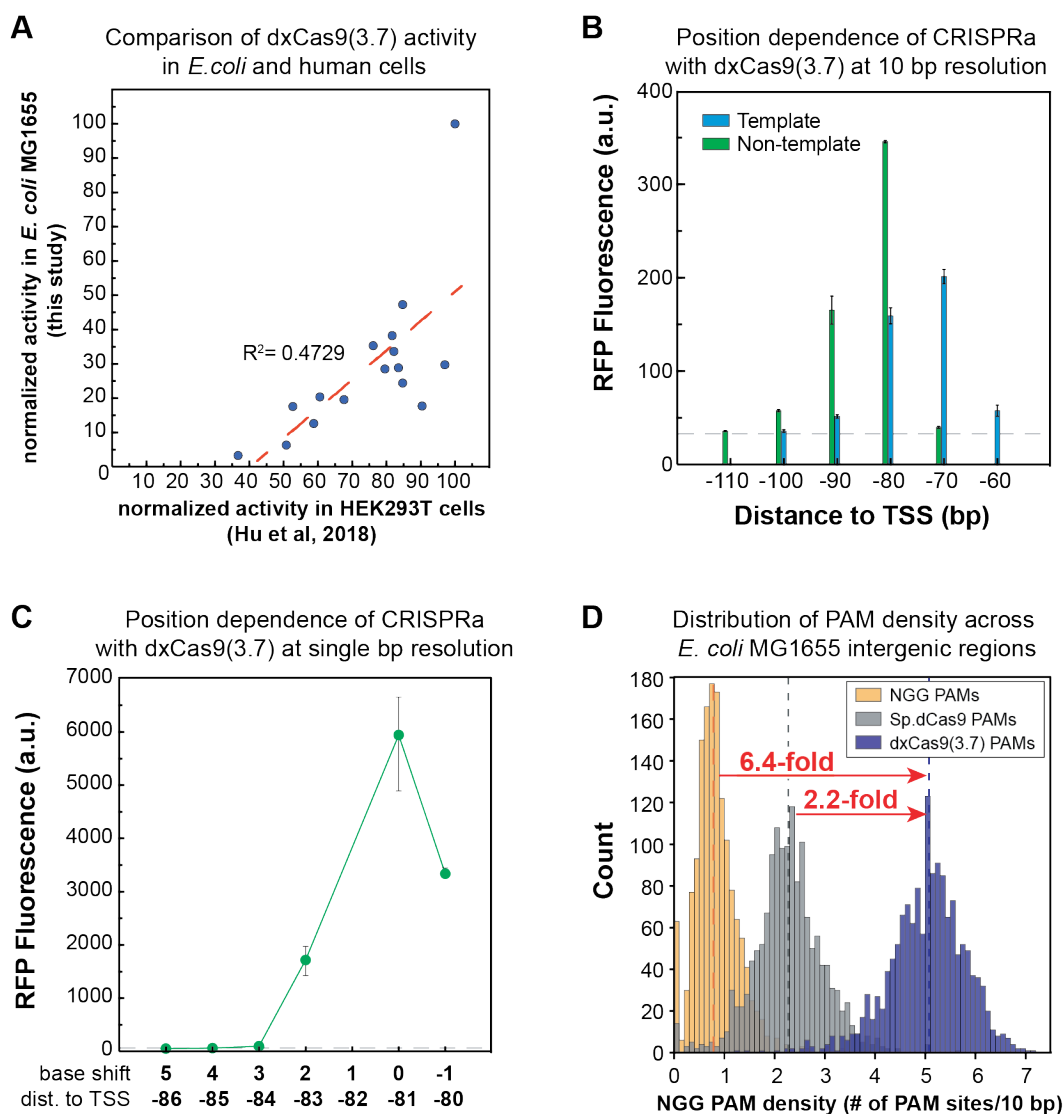 A
Comparison of dxCas9(3.7) activity
in E.coli and human cells
normalized activity in E. coli MG1655
(this study)
100
90
80
70
60
50
40
30
20
10
0
R²= 0.4729
10 20 30 40 50 60 70 80 90 100
normalized activity in HEK293T cells
(Hu et al, 2018)
B
Position dependence of CRISPRa
with dxCas9(3.7) at 10 bp resolution
RFP Fluorescence (a.u.)
400
300
200
100
0
Template
Non-template
-110 -100 -90 -80 -70 -60
Distance to TSS (bp)
C
Position dependence of CRISPRa
with dxCas9(3.7) at single bp resolution
RFP Fluorescence (a.u.)
7000
6000
5000
4000
3000
2000
1000
0
base shift 5 4 3 2 1 0 -1
dist. to TSS -86 -85 -84 -83 -82 -81 -80
D
Distribution of PAM density across
E. coli MG1655 intergenic regions
Count
180
160
140
120
100
80
60
40
20
0
NGG PAMs
Sp.dCas9 PAMs
dxCas9(3.7) PAMs
6.4-fold
2.2-fold
0 1 2 3 4 5 6 7
NGG PAM density (# of PAM sites/10 bp)